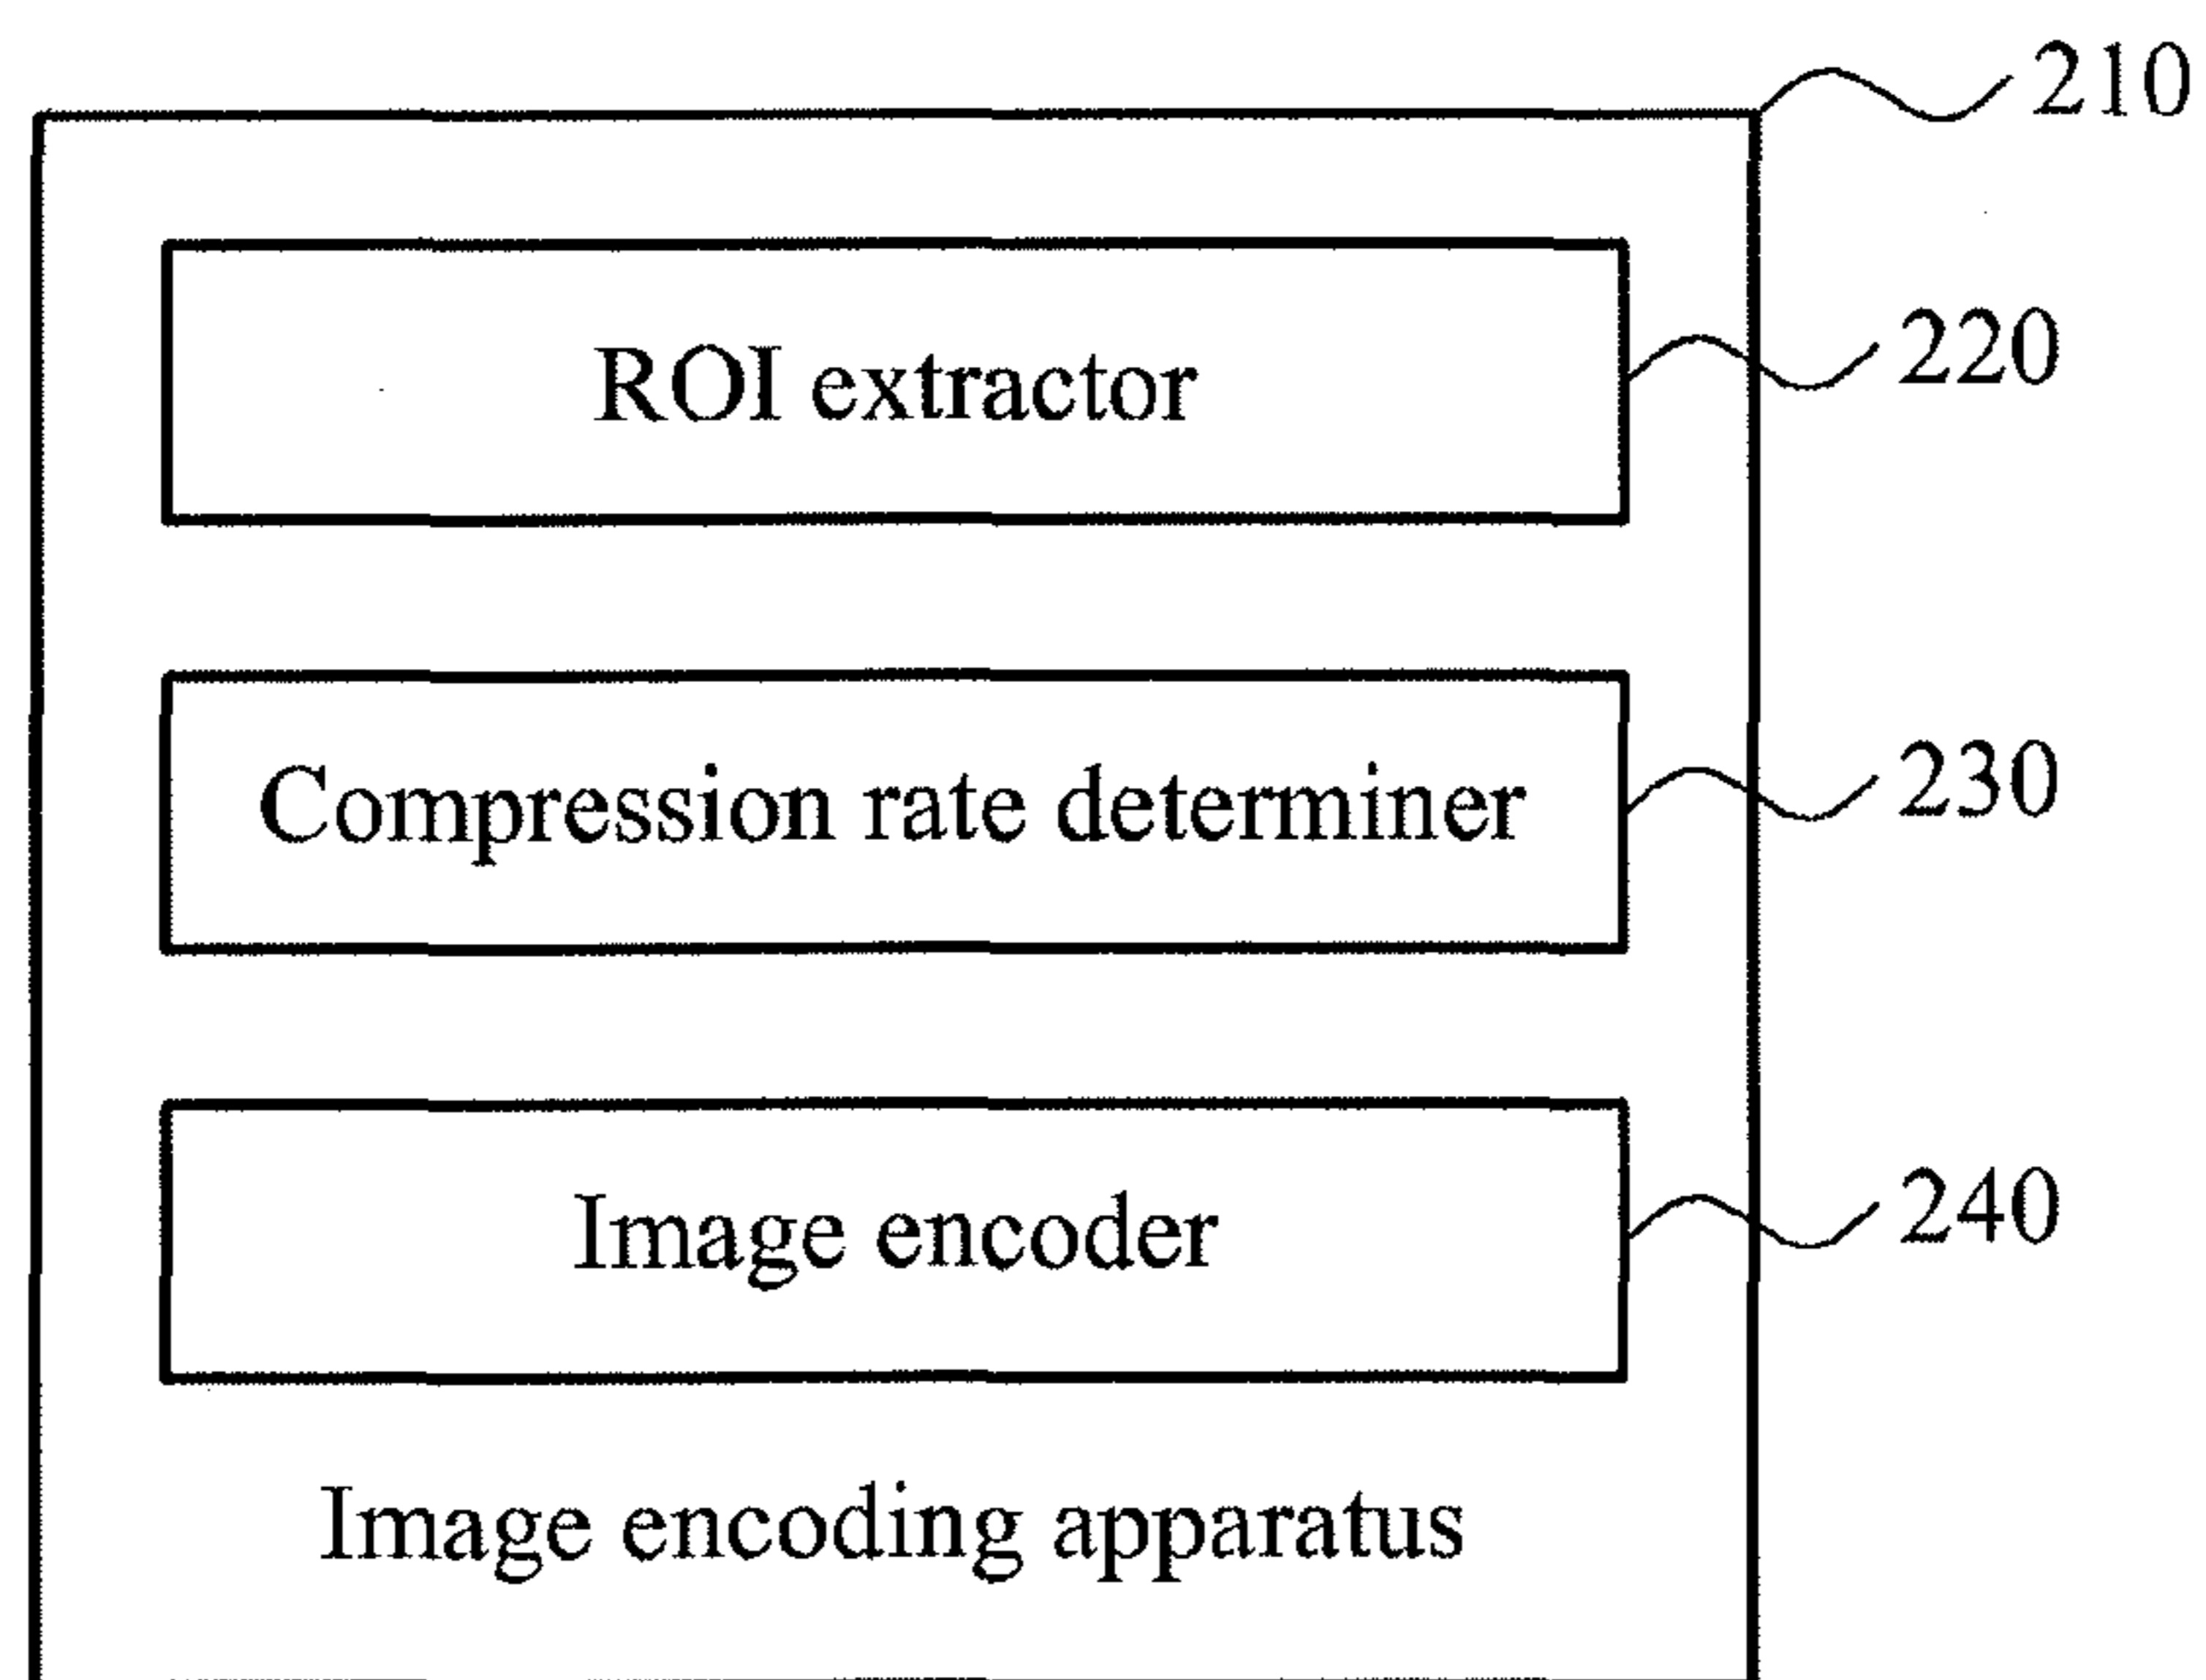 210
ROI extractor
220
Compression rate determiner
230
Image encoder
240
Image encoding apparatus